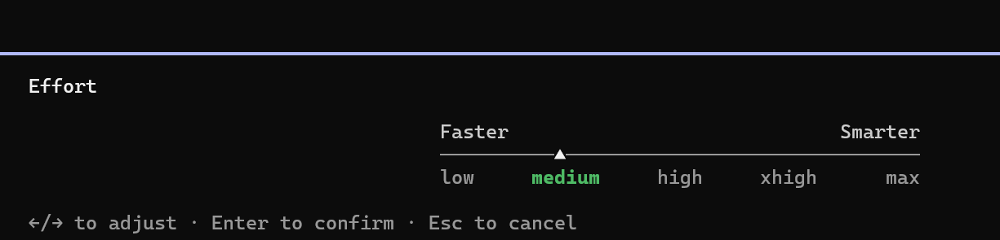 Effort
Faster Smarter
low medium high xhigh max
←/→ to adjust · Enter to confirm · Esc to cancel